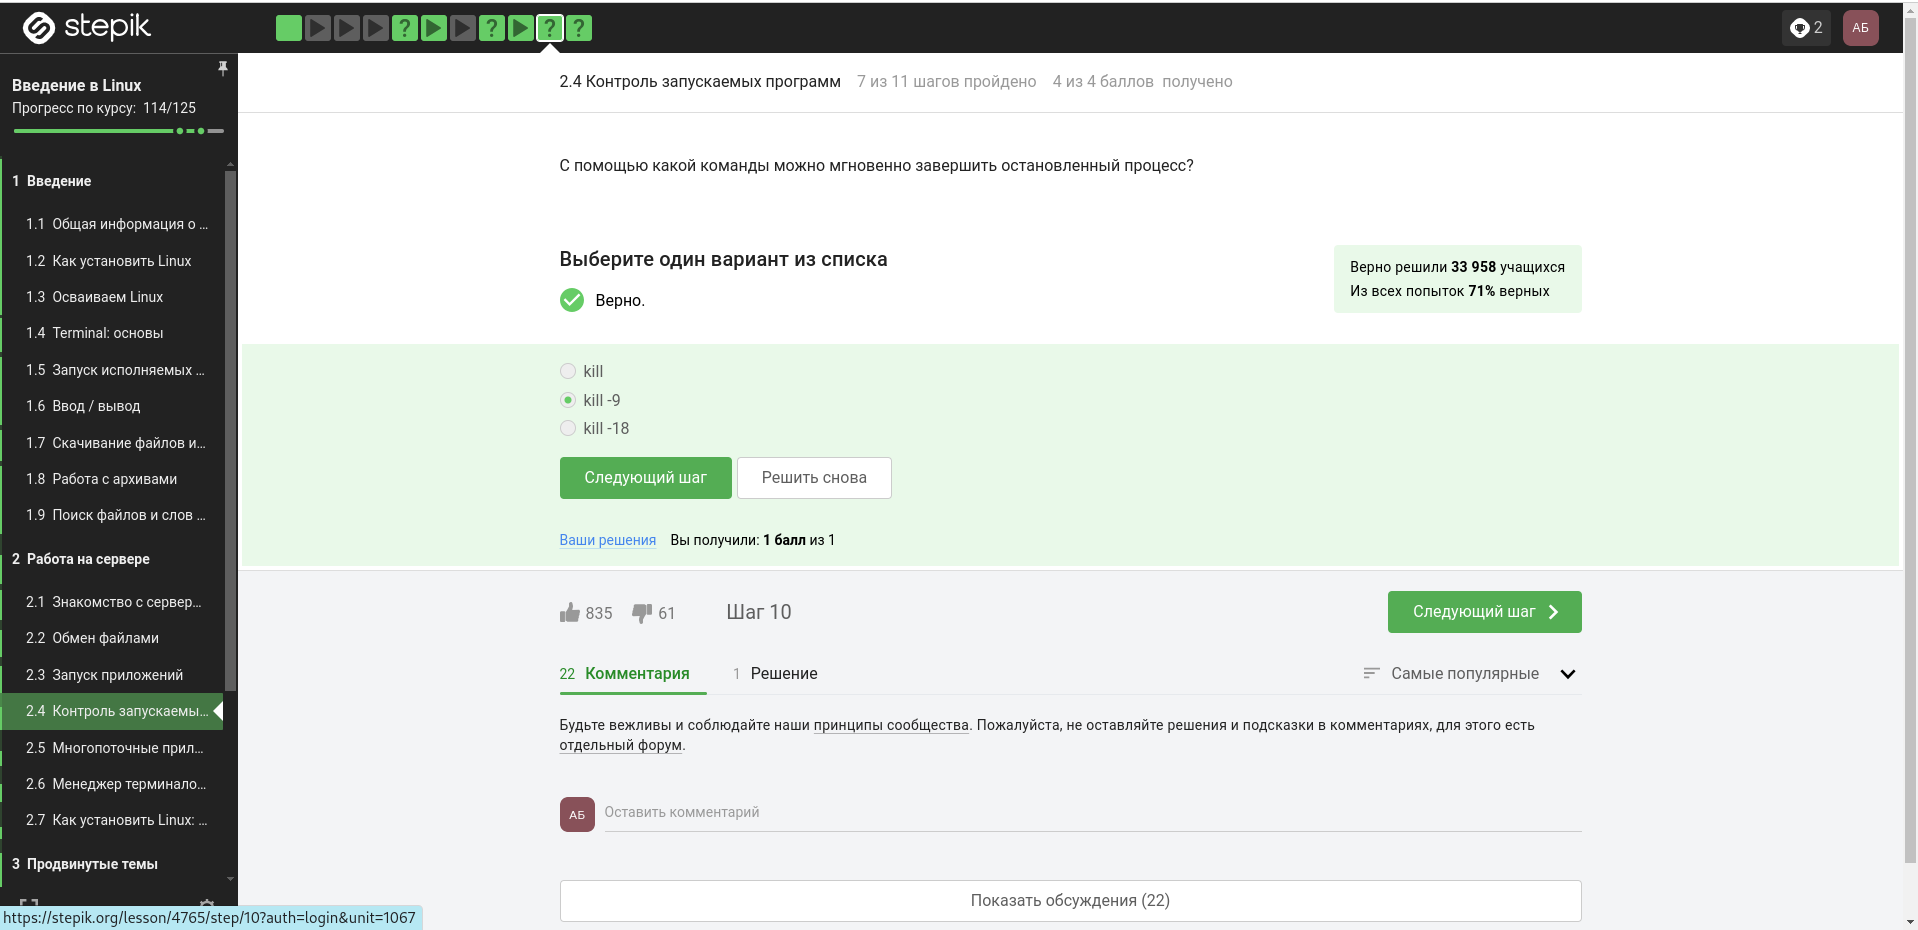 stepik
? ? ? ?
2
АБ
Введение в Linux
Прогресс по курсу: 114/125
1 Введение
1.1 Общая информация о ...
1.2 Как установить Linux
1.3 Осваиваем Linux
1.4 Terminal: основы
1.5 Запуск исполняемых ...
1.6 Ввод / вывод
1.7 Скачивание файлов и...
1.8 Работа с архивами
1.9 Поиск файлов и слов ...
2 Работа на сервере
2.1 Знакомство с сервер...
2.2 Обмен файлами
2.3 Запуск приложений
2.4 Контроль запускаемы...
2.5 Многопоточные прил...
2.6 Менеджер терминало...
2.7 Как установить Linux: ...
3 Продвинутые темы
https://stepik.org/lesson/4765/step/10?auth=login&unit=1067
2.4 Контроль запускаемых программ 7 из 11 шагов пройдено 4 из 4 баллов получено
С помощью какой команды можно мгновенно завершить остановленный процесс?
Выберите один вариант из списка
Верно.
Верно решили 33 958 учащихся
Из всех попыток 71% верных
kill
kill -9
kill -18
Следующий шаг Решить снова
Ваши решения Вы получили: 1 балл из 1
835 61 Шаг 10 Следующий шаг
22 Комментария 1 Решение Самые популярные
Будьте вежливы и соблюдайте наши принципы сообщества. Пожалуйста, не оставляйте решения и подсказки в комментариях, для этого есть
отдельный форум.
АБ Оставить комментарий
Показать обсуждения (22)